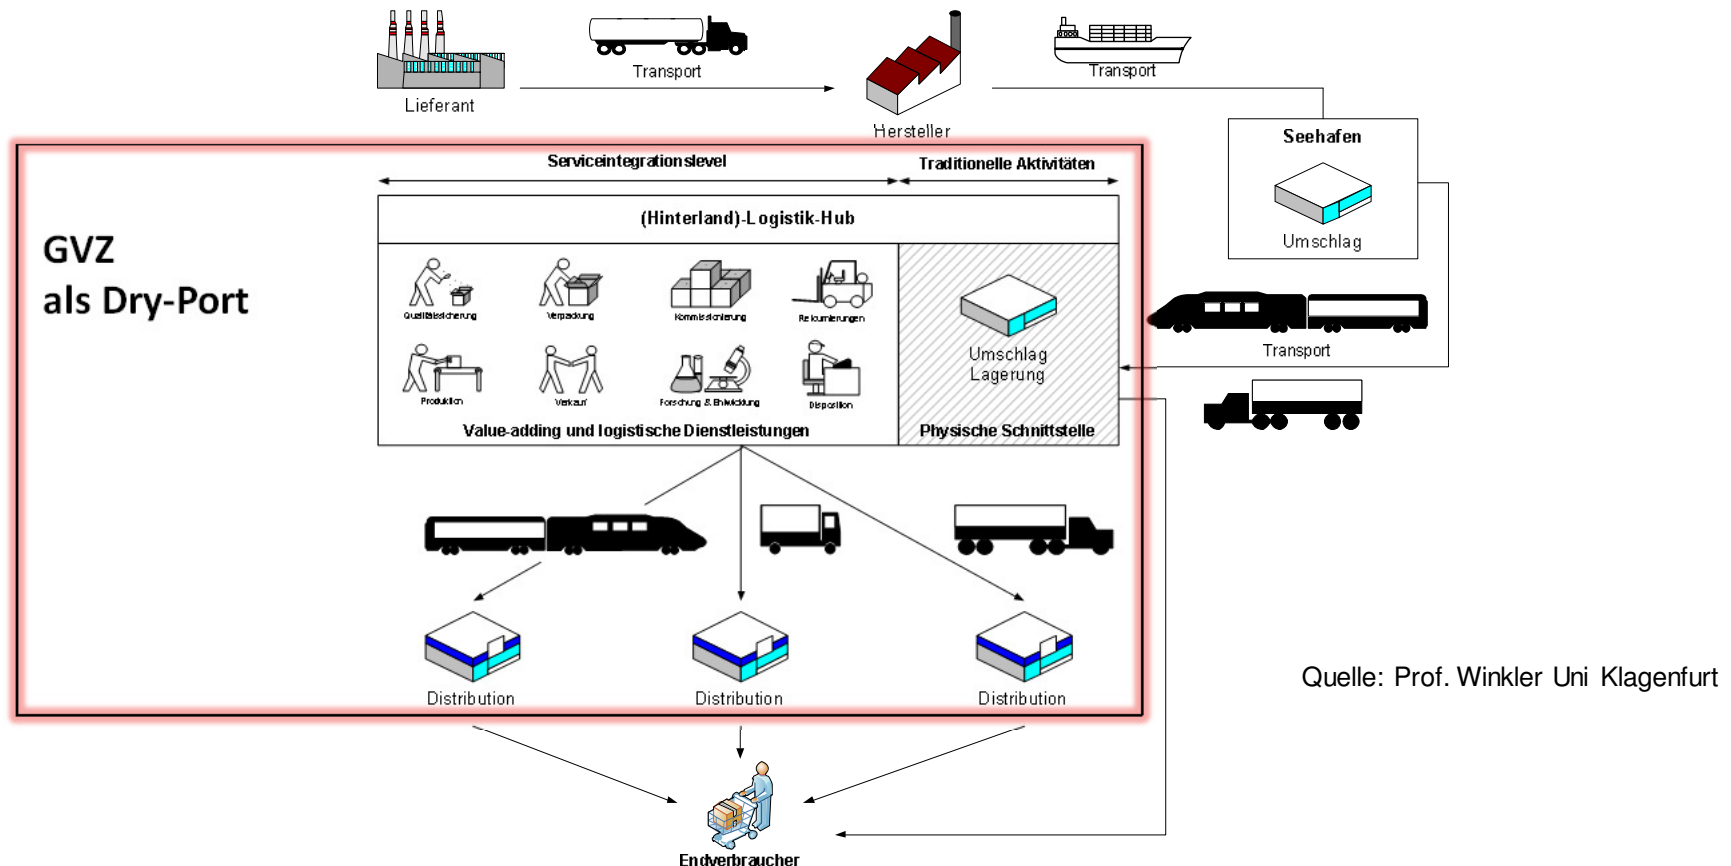 Transport
Transport
Lieferant
Hersteller
Seehafen
Umschlag
Serviceintegrationslevel
Traditionelle Aktivitäten
(Hinterland)-Logistik-Hub
GVZ
als Dry-Port
Qualitätssicherung
Verpackung
Kommissionierung
Retournierungen
Umschlag
Lagerung
Produktion
Verkauf
Forschung & Entwicklung
Disposition
Value-adding und logistische Dienstleistungen
Physische Schnittstelle
Transport
Distribution
Distribution
Distribution
Quelle: Prof. Winkler Uni Klagenfurt
Endverbraucher